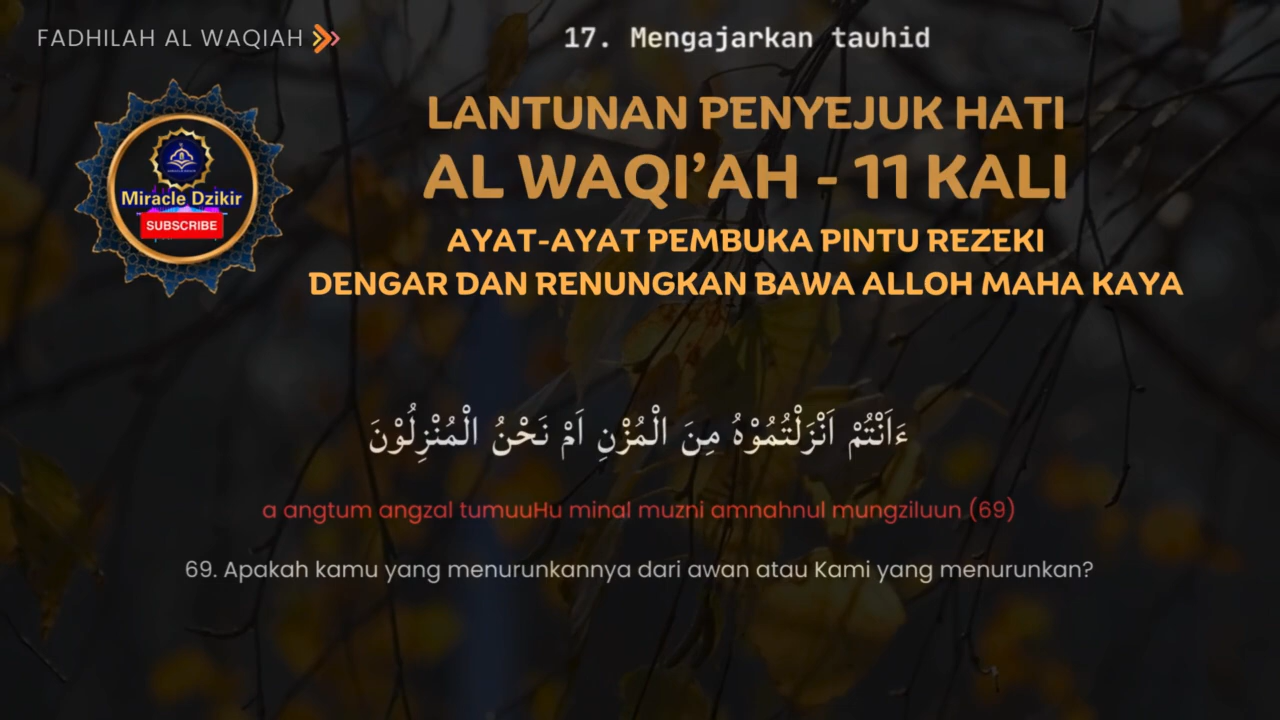 FADHILAH AL WAQIAH
17. Mengajarkan tauhid
LANTUNAN PENYEJUK HATI
AL WAQI’AH - 11 KALI
AYAT-AYAT PEMBUKA PINTU REZEKI
DENGAR DAN RENUNGKAN BAWA ALLOH MAHA KAYA
Miracle Dzikir
SUBSCRIBE
ءَاَنْتُمْ اَنْزَلْتُمُوْهُ مِنَ الْمُزْنِ اَمْ نَحْنُ الْمُنْزِلُوْنَ
a angtum angzal tumuuHu minal muzni amnahnul mungziluun (69)
69. Apakah kamu yang menurunkannya dari awan atau Kami yang menurunkan?